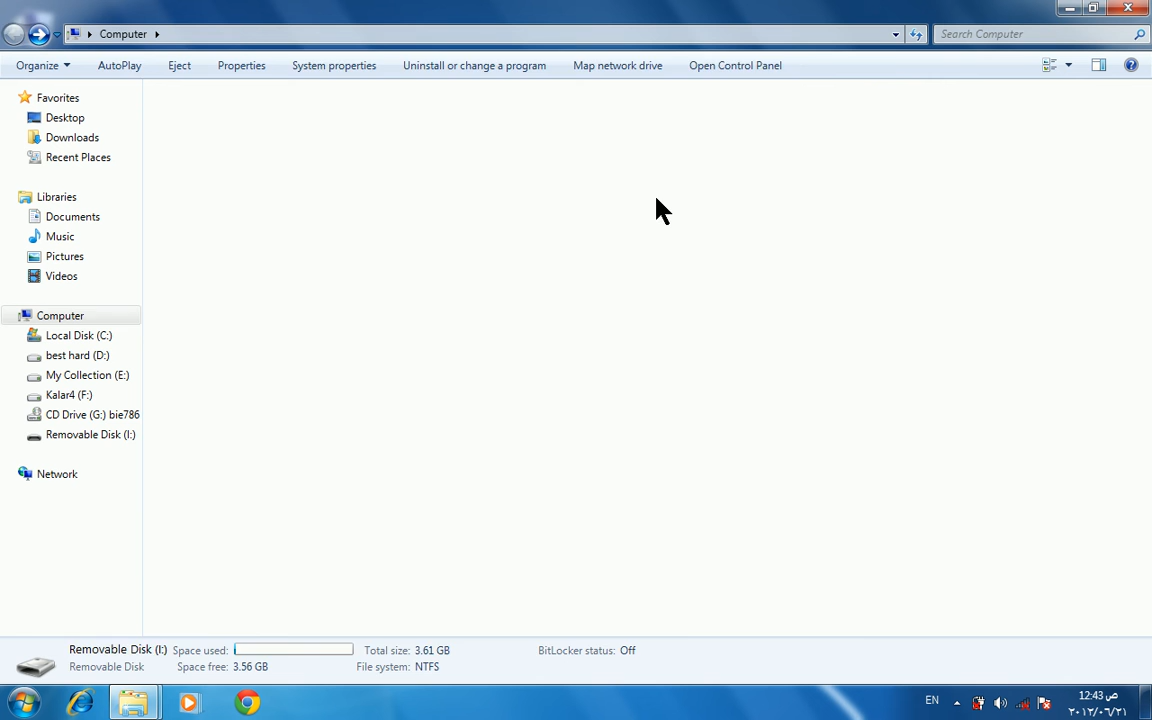 Computer
Search Computer
Organize
AutoPlay
Eject
Properties
System properties
Uninstall or change a program
Map network drive
Open Control Panel
Favorites
Desktop
Downloads
Recent Places
Libraries
Documents
Music
Pictures
Videos
Computer
Local Disk (C:)
best hard (D:)
My Collection (E:)
Kalar4 (F:)
CD Drive (G:) bie786
Removable Disk (I:)
Network
Removable Disk (I:) Space used: Total size: 3.61 GB BitLocker status: Off
Removable Disk Space free: 3.56 GB File system: NTFS
EN
12:43 ص
٢٠١٢/٠٦/٢١